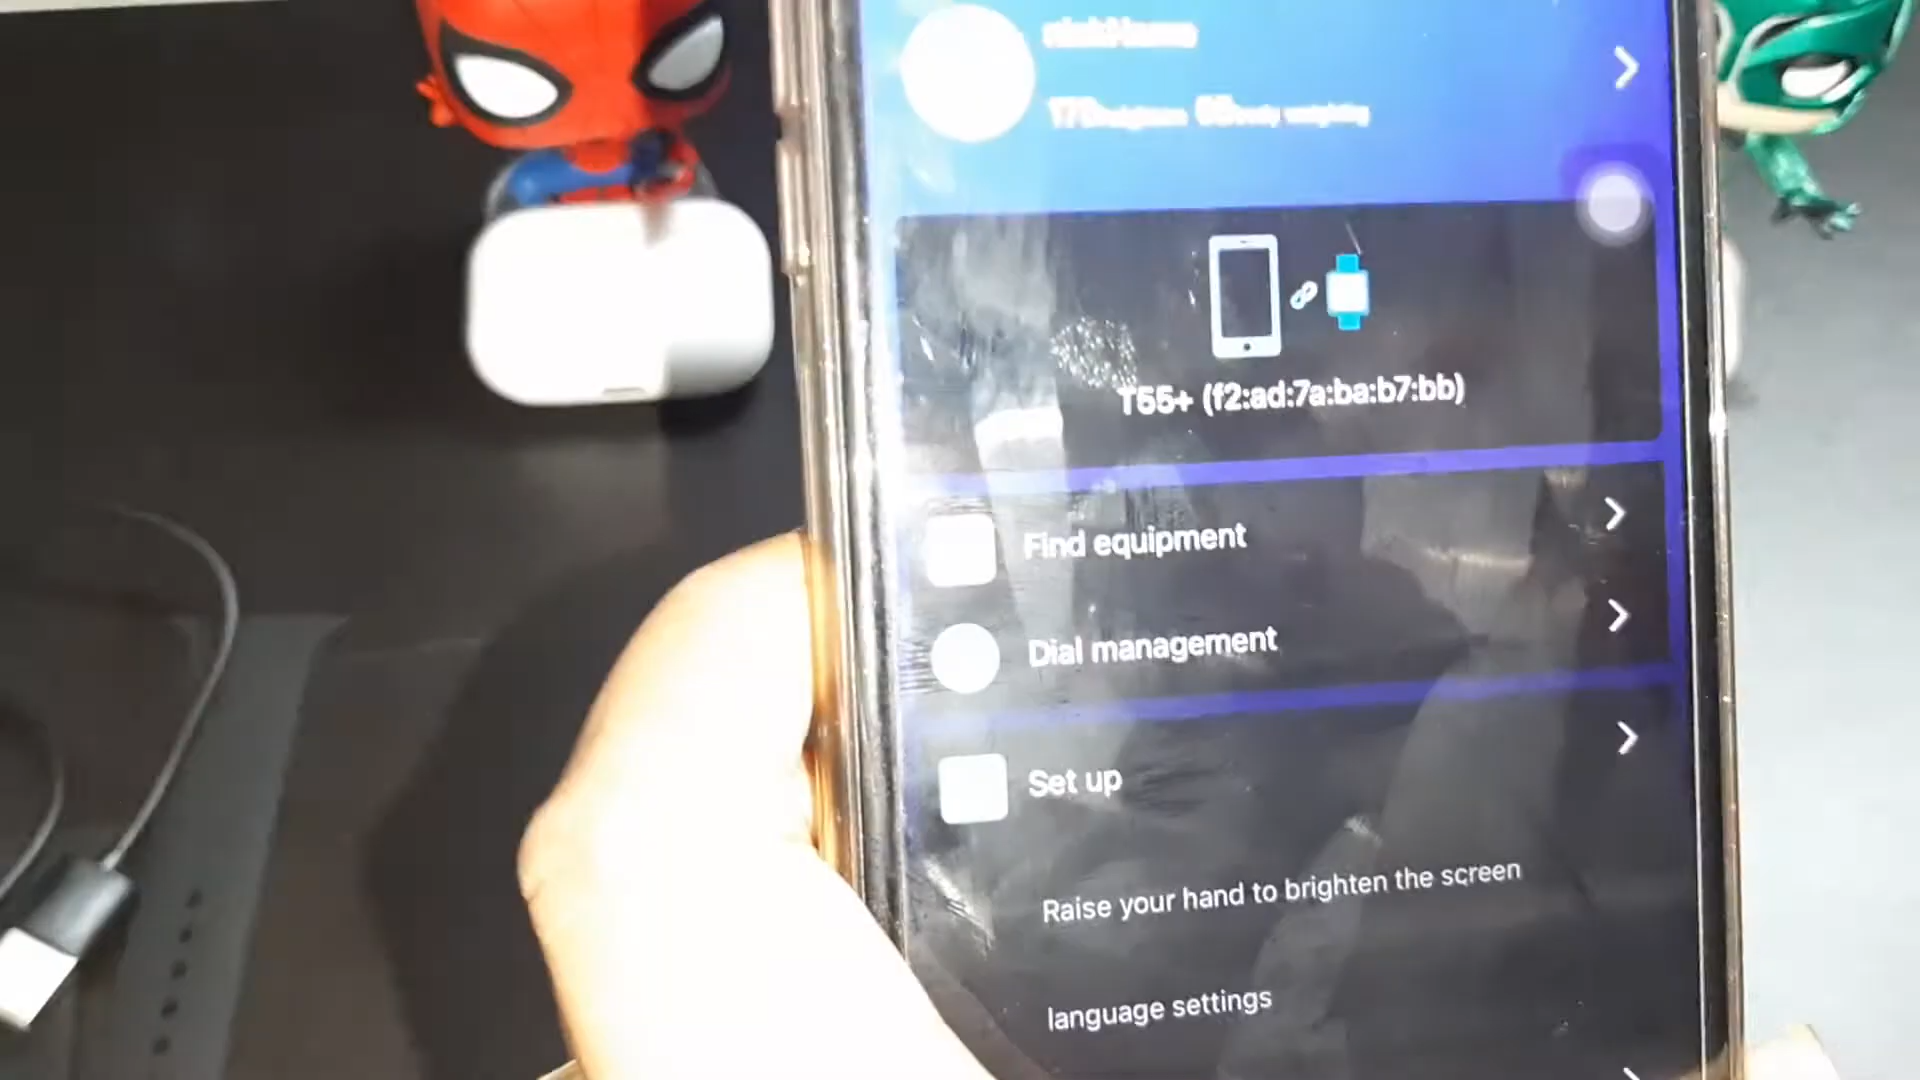 T55+ (f2:ad:7a:ba:b7:bb)
Find equipment
Dial management
Set up
Raise your hand to brighten the screen
language settings